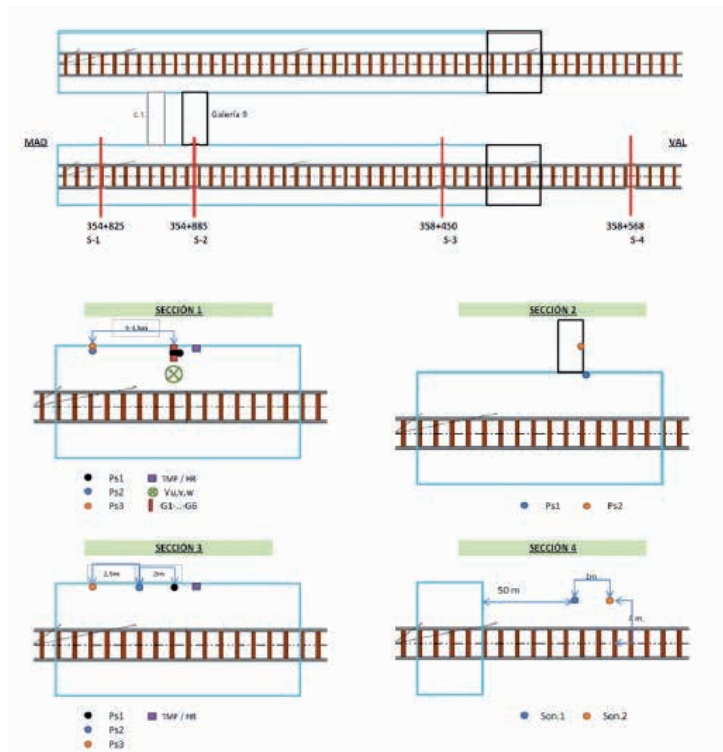 C.T.
Galería 9
MAD
VAL
354+825
S-1
354+885
S-2
358+450
S-3
358+568
S-4
SECCIÓN 1
SECCIÓN 2
Ps1
TMP / HR
Ps2
Vu,v,w
Ps3
G1-...-G6
Ps1
Ps2
SECCIÓN 3
SECCIÓN 4
2,5m
2m
50 m
1m
Ps1
TMP / HR
Ps2
Ps3
Son.1
Son.2